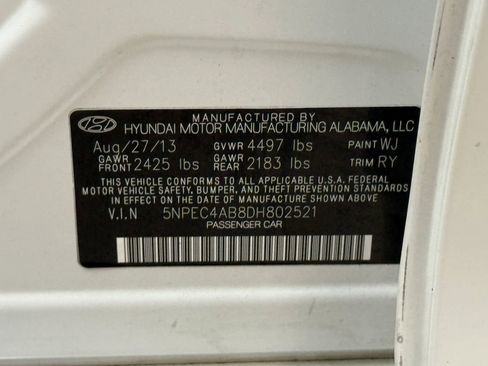 MANUFACTURED BY
HYUNDAI MOTOR MANUFACTURING ALABAMA, LLC
Aug/27/13 GVWR 4497 lbs PAINT WJ
GAWR FRONT 2425 lbs GAWR REAR 2183 lbs TRIM RY
THIS VEHICLE CONFORMS TO ALL APPLICABLE FEDERAL
MOTOR VEHICLE SAFETY, BUMPER, AND THEFT PREVENTION STANDARDS
IN EFFECT ON THE DATE OF MANUFACTURE SHOWN ABOVE.
V.I.N 5NPEC4AB8DH802521
PASSENGER CAR